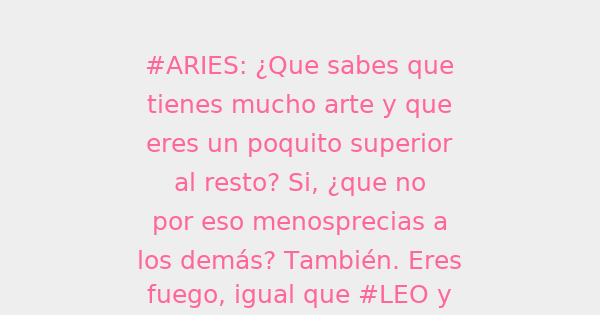 #ARIES: ¿Que sabes que
tienes mucho arte y que
eres un poquito superior
al resto? Si, ¿que no
por eso menosprecias a
los demás? También. Eres
fuego, igual que #LEO y